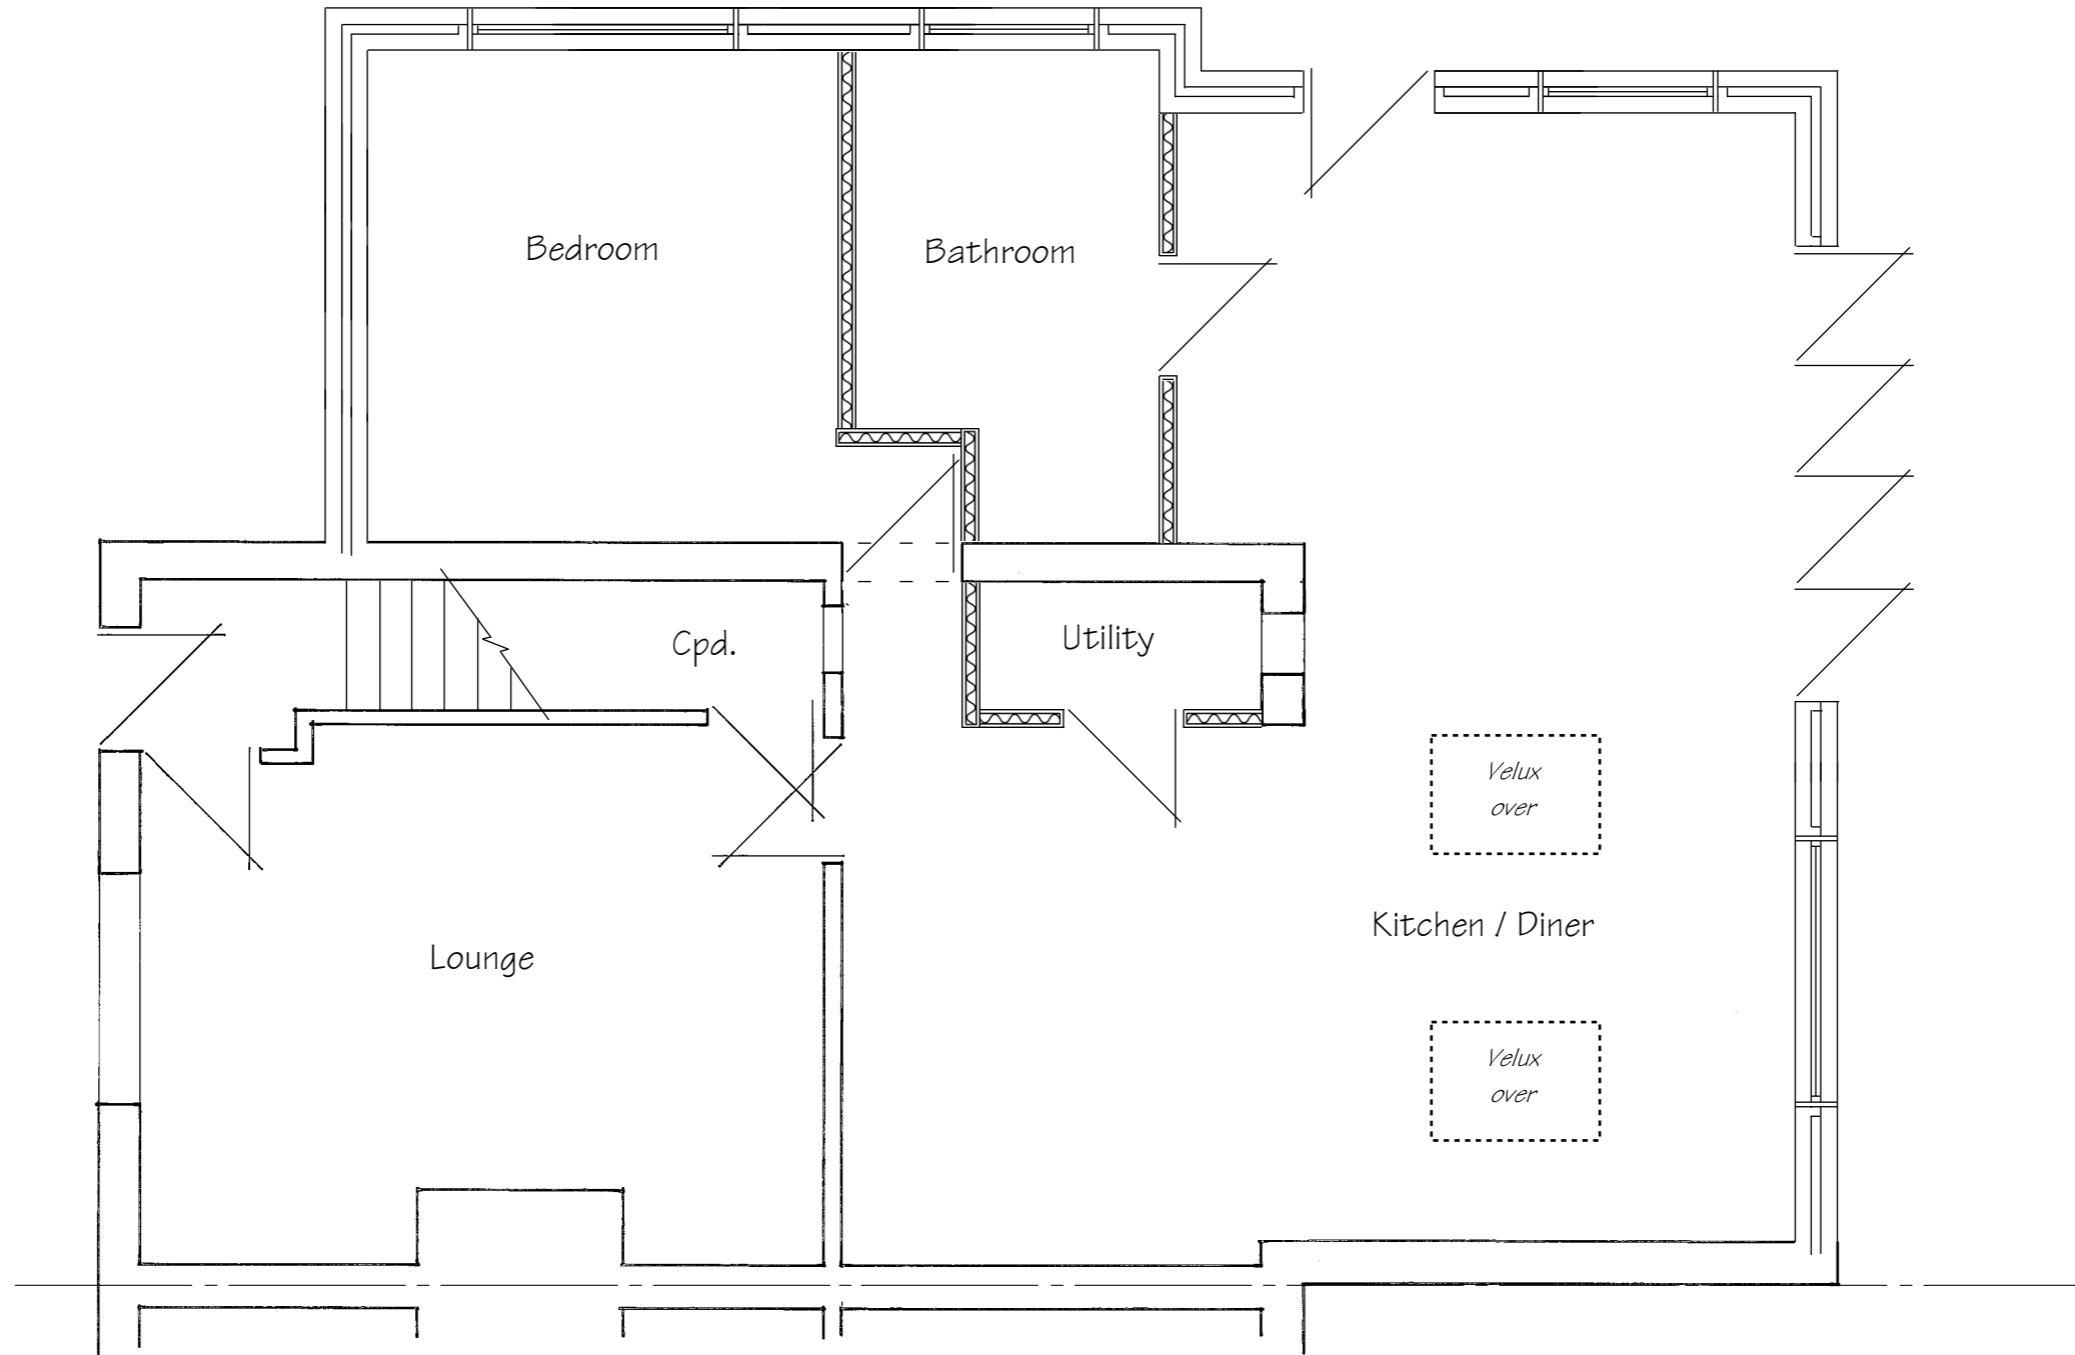 Bedroom
Bathroom
Cpd.
Utility
Velux
over
Kitchen / Diner
Lounge
Velux
over